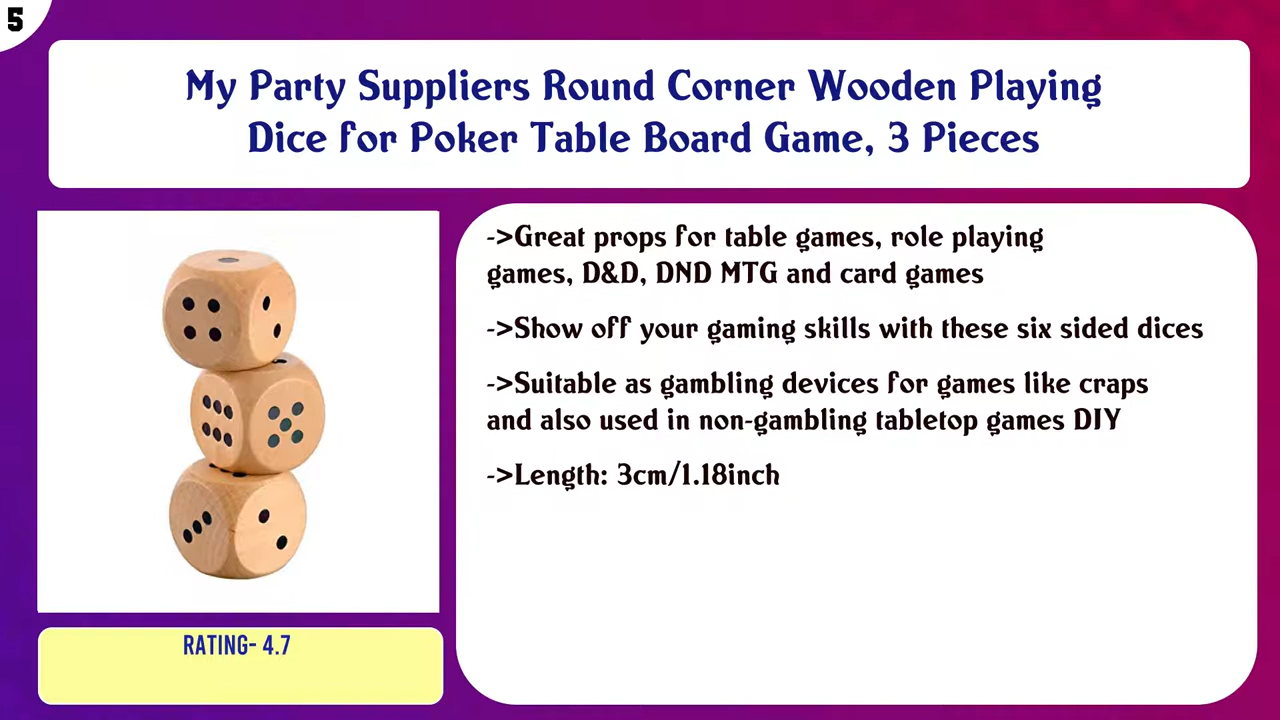 5
My Party Suppliers Round Corner Wooden Playing
Dice for Poker Table Board Game, 3 Pieces
->Great props for table games, role playing
games, D&D, DND MTG and card games
->Show off your gaming skills with these six sided dices
->Suitable as gambling devices for games like craps
and also used in non-gambling tabletop games DIY
->Length: 3cm/1.18inch
RATING- 4.7